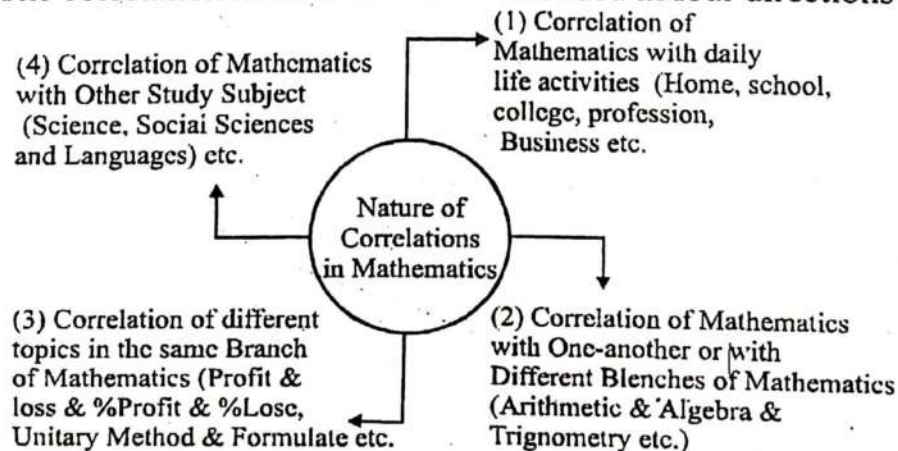 (1) Correlation of
Mathematics with daily
life activities (Home, school,
college, profession,
Business etc.
(4) Correlation of Mathematics
with Other Study Subject
(Science, Social Sciences
and Languages) etc.
Nature of
Correlations
in Mathematics
(3) Correlation of different
topics in the same Branch
of Mathematics (Profit &
loss & %Profit & %Lose,
Unitary Method & Formulate etc.
(2) Correlation of Mathematics
with One-another or with
Different Blenches of Mathematics
(Arithmetic & Algebra &
Trignometry etc.)